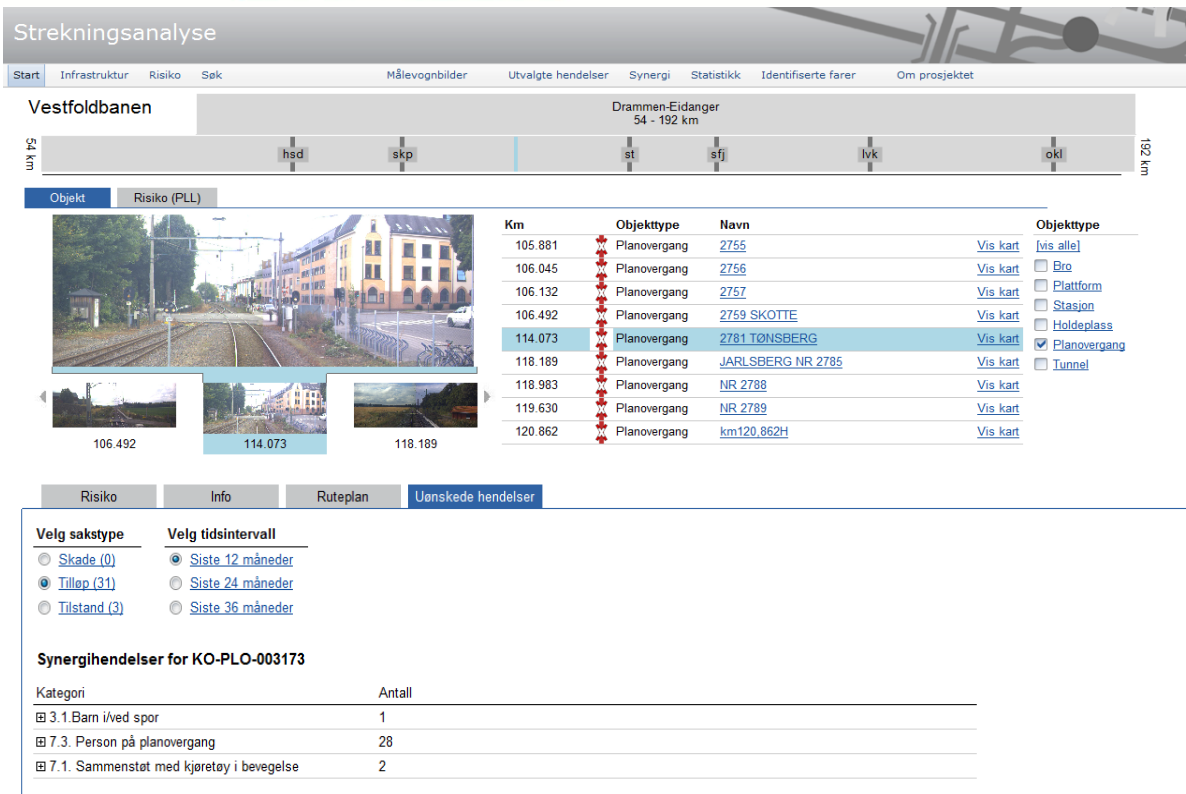 Strekningsanalyse
Start Infrastruktur Risiko Søk Målevognbilder Utvalgte hendelser Synergi Statistikk Identifiserte farer Om prosjektet
Vestfoldbanen
Drammen-Eidanger
54 - 192 km
54 km
hsd skp st sfj lvk okl
192 km
Objekt Risiko (PLL)
Km Objekttype Navn
105.881 Planovergang 2755 Vis kart
106.045 Planovergang 2756 Vis kart
106.132 Planovergang 2757 Vis kart
106.492 Planovergang 2759 SKOTTE Vis kart
114.073 Planovergang 2781 TØNSBERG Vis kart
118.189 Planovergang JARLSBERG NR 2785 Vis kart
118.983 Planovergang NR 2788 Vis kart
119.630 Planovergang NR 2789 Vis kart
120.862 Planovergang km120,862H Vis kart
Objekttype
[vis alle]
Bro
Plattform
Stasjon
Holdeplass
Planovergang
Tunnel
106.492 114.073 118.189
Risiko Info Ruteplan Uønskede hendelser
Velg sakstype Velg tidsintervall
Skade (0) Siste 12 måneder
Tilløp (31) Siste 24 måneder
Tilstand (3) Siste 36 måneder
Synergihendelser for KO-PLO-003173
Kategori Antall
3.1.Barn i/ved spor 1
7.3. Person på planovergang 28
7.1. Sammenstøt med kjøretøy i bevegelse 2